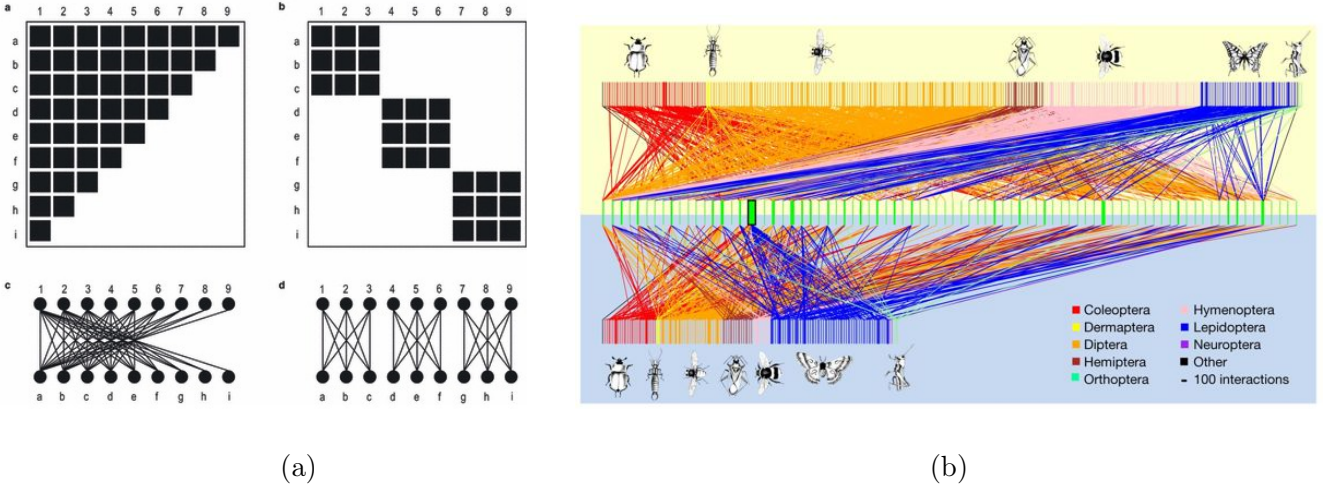 a
1 2 3 4 5 6 7 8 9
a
b
c
d
e
f
g
h
i
b
1 2 3 4 5 6 7 8 9
a
b
c
d
e
f
g
h
i
c
1 2 3 4 5 6 7 8 9
a b c d e f g h i
d
1 2 3 4 5 6 7 8 9
a b c d e f g h i
(a)
Coleoptera
Dermaptera
Diptera
Hemiptera
Orthoptera
Hymenoptera
Lepidoptera
Neuroptera
Other
100 interactions
(b)